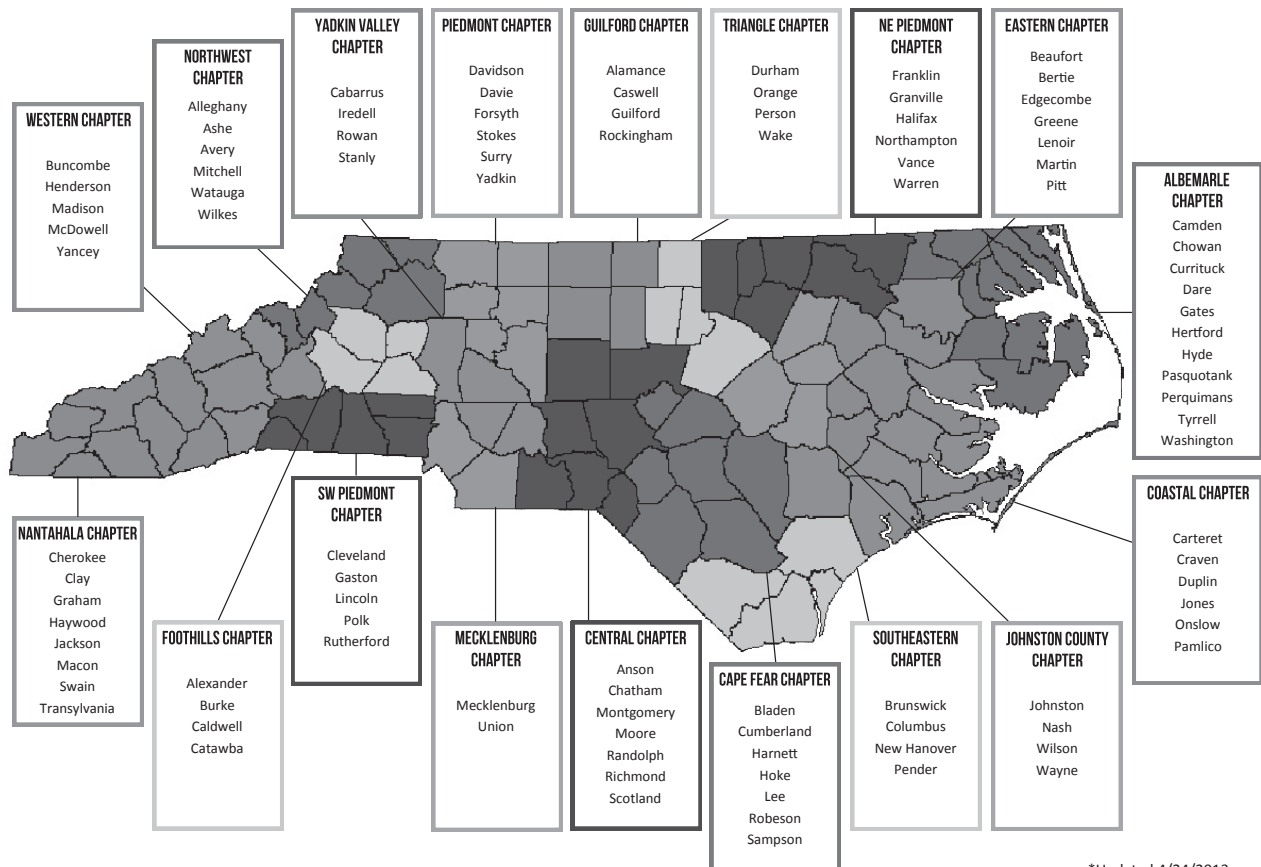 YADKIN VALLEY
CHAPTER
Cabarrus
Iredell
Rowan
Stanly
PIEDMONT CHAPTER
Davidson
Davie
Forsyth
Stokes
Surry
Yadkin
GUILFORD CHAPTER
Alamance
Caswell
Guilford
Rockingham
TRIANGLE CHAPTER
Durham
Orange
Person
Wake
NE PIEDMONT
CHAPTER
Franklin
Granville
Halifax
Northampton
Vance
Warren
EASTERN CHAPTER
Beaufort
Bertie
Edgecombe
Greene
Lenoir
Martin
Pitt
NORTHWEST
CHAPTER
Alleghany
Ashe
Avery
Mitchell
Watauga
Wilkes
WESTERN CHAPTER
Buncombe
Henderson
Madison
McDowell
Yancey
ALBEMARLE
CHAPTER
Camden
Chowan
Currituck
Dare
Gates
Hertford
Hyde
Pasquotank
Perquimans
Tyrrell
Washington
NANTAHALA CHAPTER
Cherokee
Clay
Graham
Haywood
Jackson
Macon
Swain
Transylvania
SW PIEDMONT
CHAPTER
Cleveland
Gaston
Lincoln
Polk
Rutherford
COASTAL CHAPTER
Carteret
Craven
Duplin
Jones
Onslow
Pamlico
FOOTHILLS CHAPTER
Alexander
Burke
Caldwell
Catawba
MECKLENBURG
CHAPTER
Mecklenburg
Union
CENTRAL CHAPTER
Anson
Chatham
Montgomery
Moore
Randolph
Richmond
Scotland
CAPE FEAR CHAPTER
Bladen
Cumberland
Harnett
Hoke
Lee
Robeson
Sampson
SOUTHEASTERN
CHAPTER
Brunswick
Columbus
New Hanover
Pender
JOHNSTON COUNTY
CHAPTER
Johnston
Nash
Wilson
Wayne
*Updated 4/24/2013